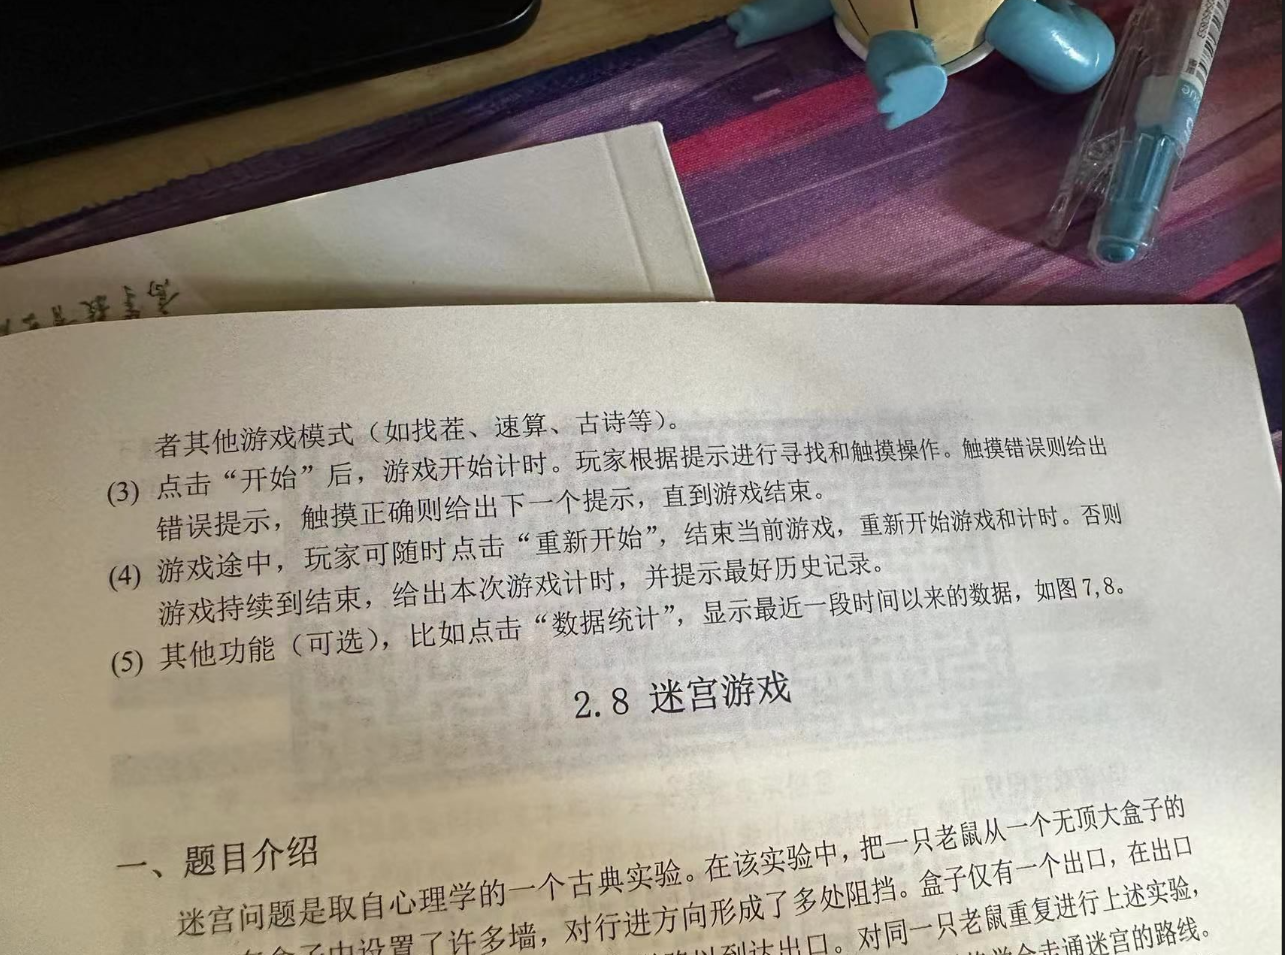 高等教育
者其他游戏模式（如找茬、速算、古诗等）。
(3) 点击“开始”后，游戏开始计时。玩家根据提示进行寻找和触摸操作。触摸错误则给出
错误提示，触摸正确则给出下一个提示，直到游戏结束。
(4) 游戏途中，玩家可随时点击“重新开始”，结束当前游戏，重新开始游戏和计时。否则
游戏持续到结束，给出本次游戏计时，并提示最好历史记录。
(5) 其他功能（可选），比如点击“数据统计”，显示最近一段时间以来的数据，如图7,8。
2.8 迷宫游戏
一、题目介绍
迷宫问题是取自心理学的一个古典实验。在该实验中，把一只老鼠从一个无顶大盒子的
在盒子中设置了许多墙，对行进方向形成了多处阻挡。盒子仅有一个出口，在出口
以到达出口。对同一只老鼠重复进行上述实验，
学会走通迷宫的路线。